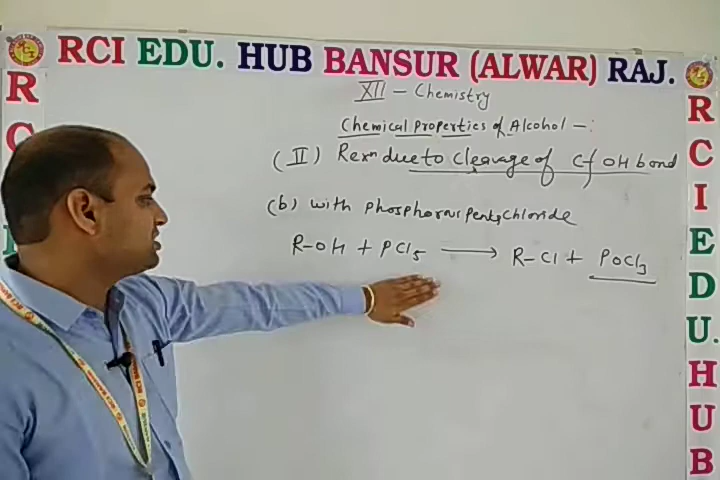 RCI EDU. HUB BANSUR (ALWAR) RAJ.
XII - Chemistry
Chemical Properties of Alcohol -:
(II) Rexn due to cleavage of C-OH bond
(b) with phosphorus pentachloride
R-OH + PCl5 ⟶ R-Cl + POCl3
R
C
RCI EDU. HUB